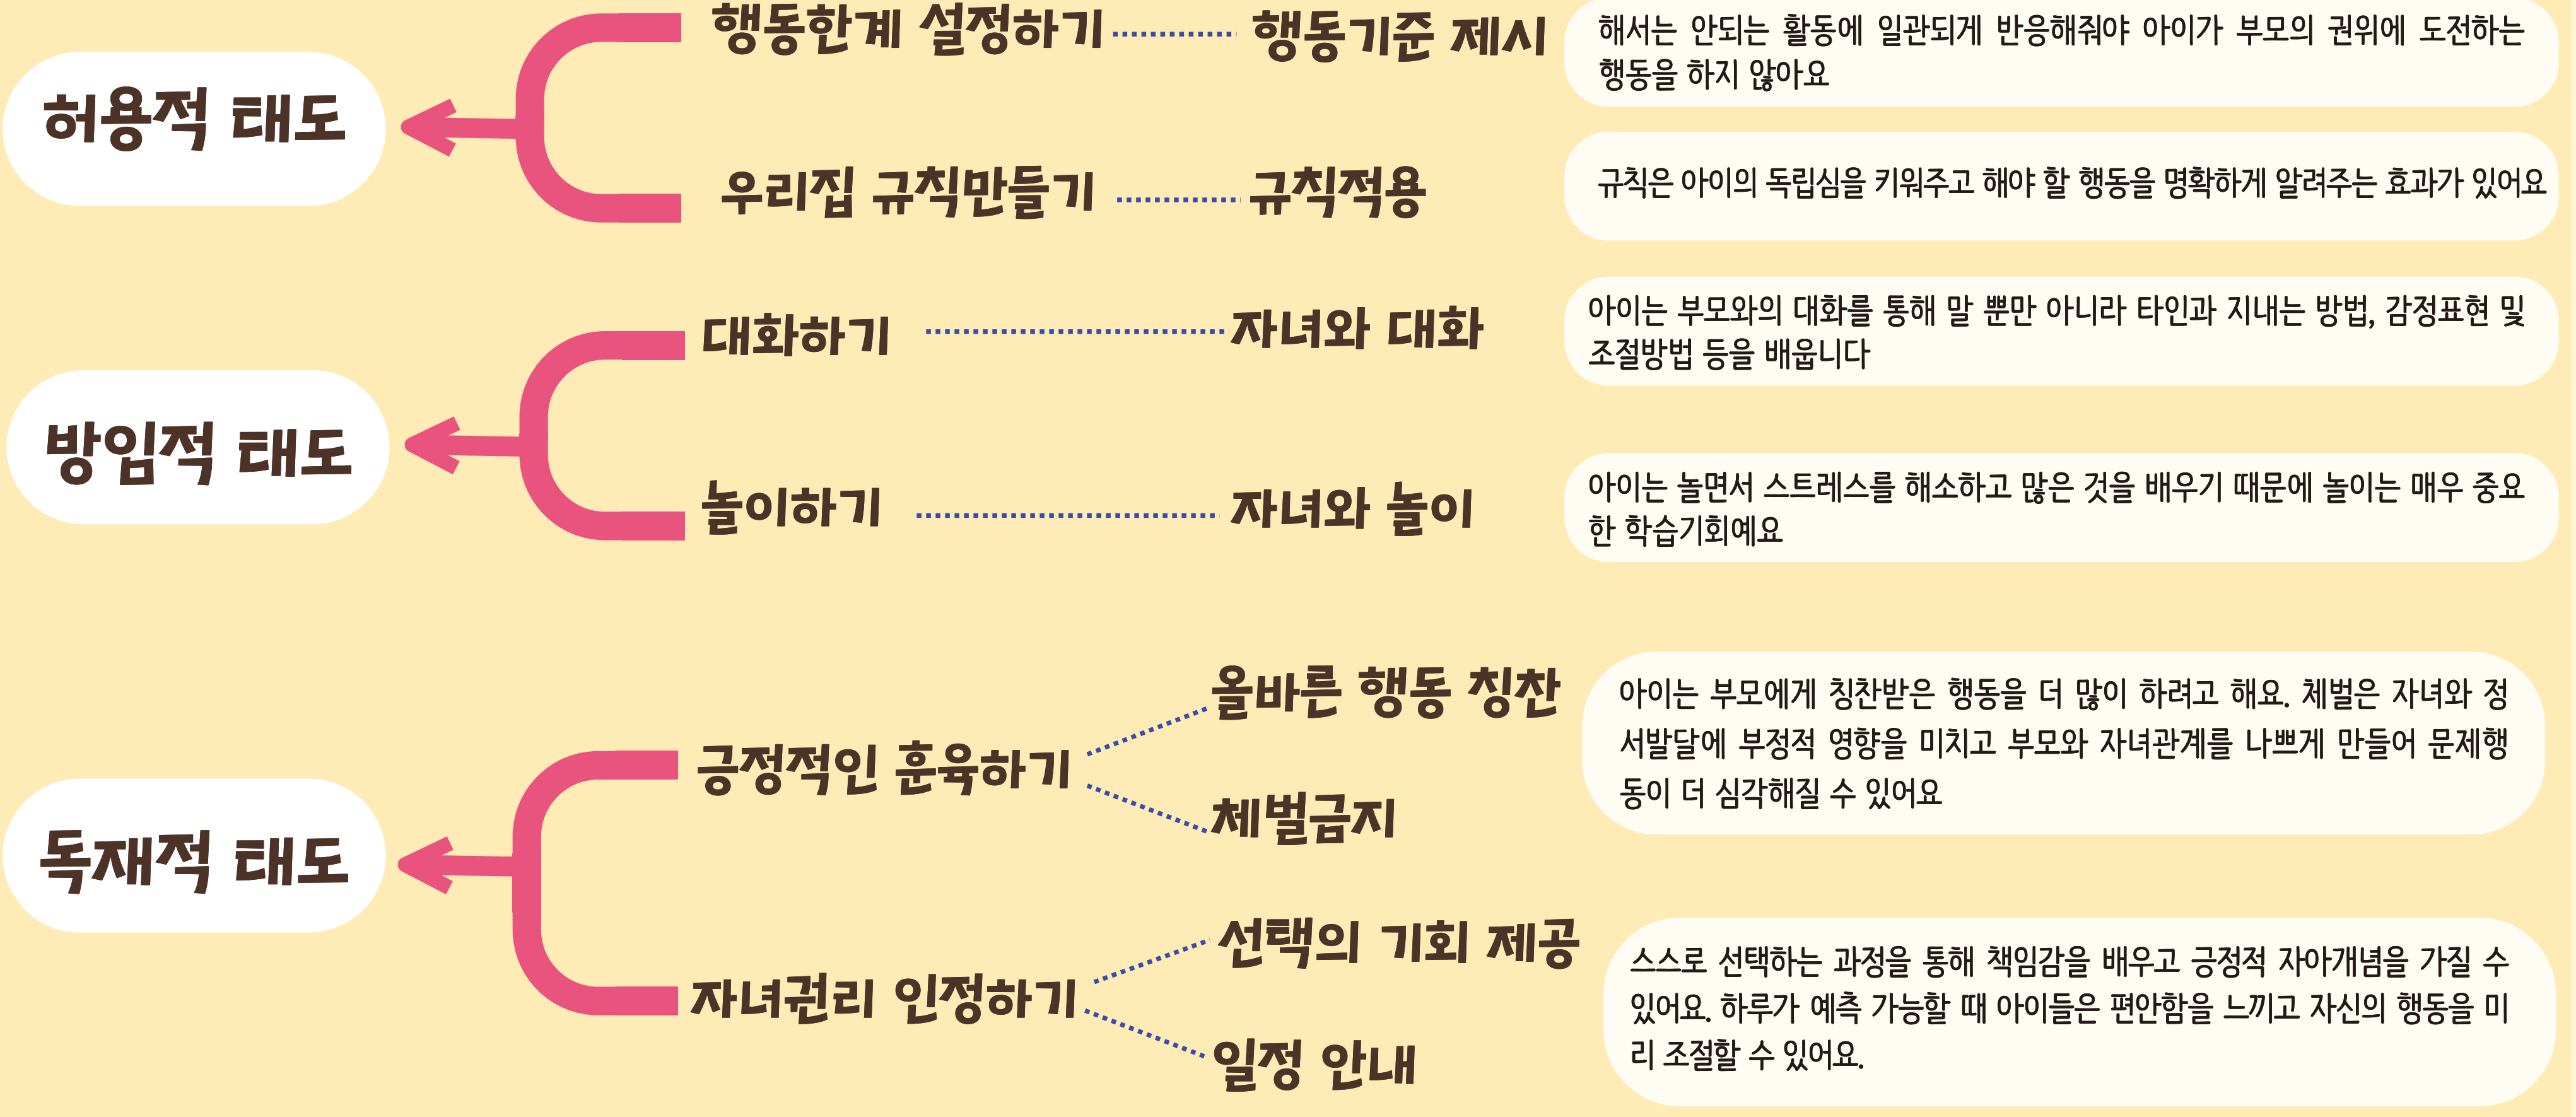 허용적 태도
행동한계 설정하기
행동기준 제시
해서는 안되는 활동에 일관되게 반응해줘야 아이가 부모의 권위에 도전하는
행동을 하지 않아요
우리집 규칙만들기
규칙적용
규칙은 아이의 독립심을 키워주고 해야 할 행동을 명확하게 알려주는 효과가 있어요
방임적 태도
대화하기
자녀와 대화
아이는 부모와의 대화를 통해 말 뿐만 아니라 타인과 지내는 방법, 감정표현 및
조절방법 등을 배웁니다
놀이하기
자녀와 놀이
아이는 놀면서 스트레스를 해소하고 많은 것을 배우기 때문에 놀이는 매우 중요
한 학습기회예요
독재적 태도
긍정적인 훈육하기
올바른 행동 칭찬
체벌금지
아이는 부모에게 칭찬받은 행동을 더 많이 하려고 해요. 체벌은 자녀와 정
서발달에 부정적 영향을 미치고 부모와 자녀관계를 나쁘게 만들어 문제행
동이 더 심각해질 수 있어요
자녀권리 인정하기
선택의 기회 제공
일정 안내
스스로 선택하는 과정을 통해 책임감을 배우고 긍정적 자아개념을 가질 수
있어요. 하루가 예측 가능할 때 아이들은 편안함을 느끼고 자신의 행동을 미
리 조절할 수 있어요.